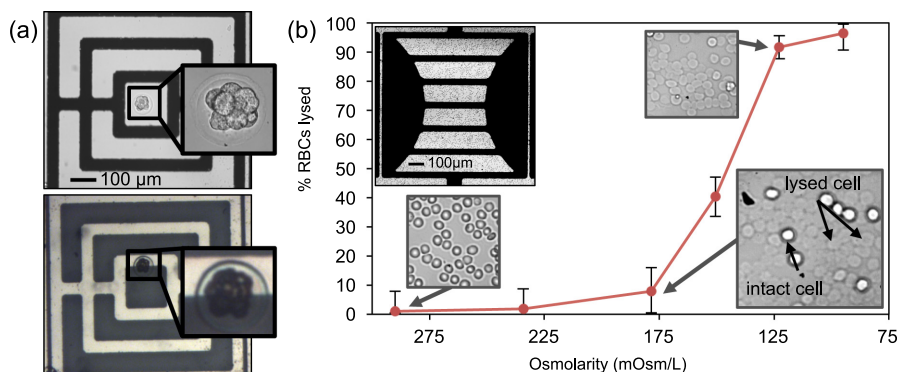 (a)
100 µm
(b)
100
90
80
70
60
50
40
30
20
10
0
% RBCs lysed
100µm
lysed cell
intact cell
275
225
175
125
75
Osmolarity (mOsm/L)